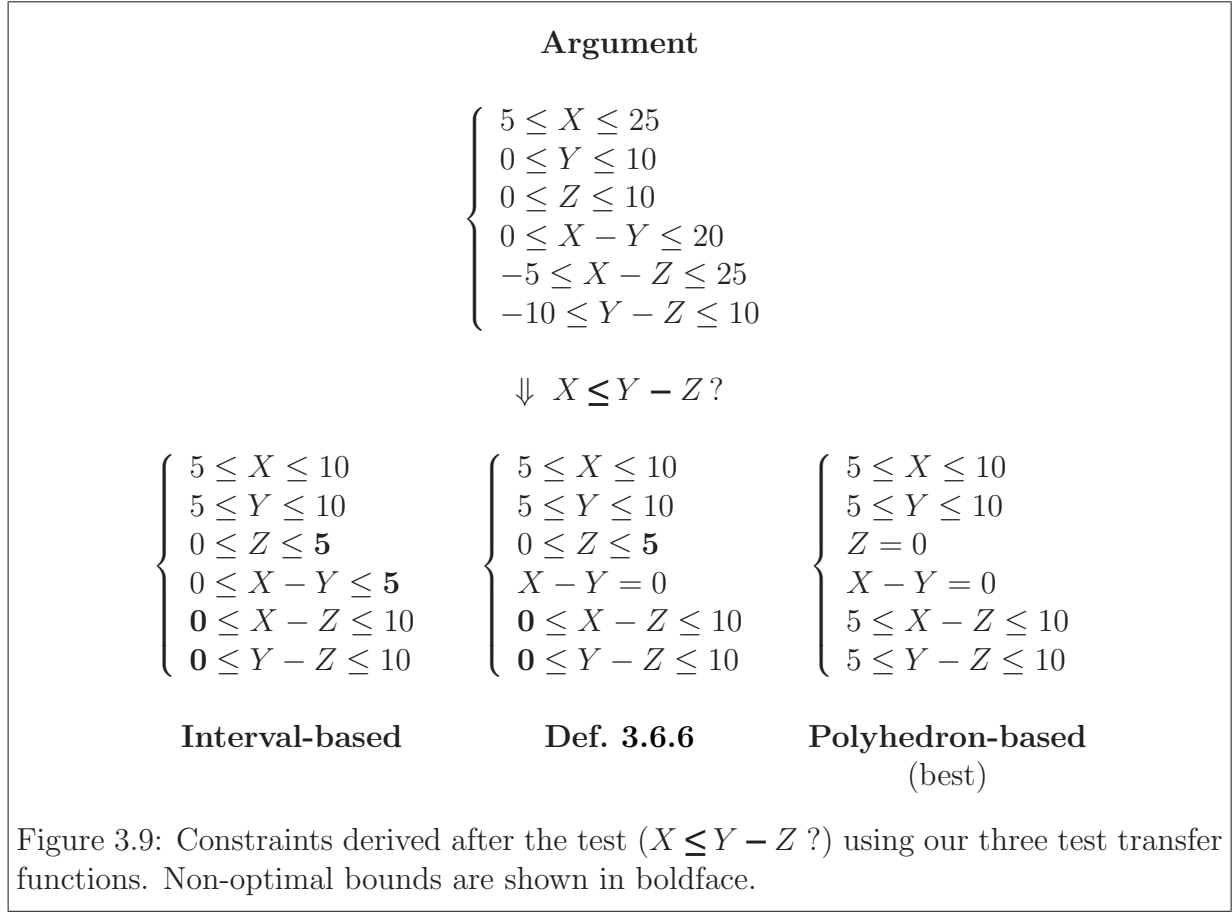 Argument
5 ≤ X ≤ 25
0 ≤ Y ≤ 10
0 ≤ Z ≤ 10
0 ≤ X − Y ≤ 20
−5 ≤ X − Z ≤ 25
−10 ≤ Y − Z ≤ 10
⇓ X ≤ Y − Z ?
5 ≤ X ≤ 10
5 ≤ Y ≤ 10
0 ≤ Z ≤ 5
0 ≤ X − Y ≤ 5
0 ≤ X − Z ≤ 10
0 ≤ Y − Z ≤ 10
Interval-based
5 ≤ X ≤ 10
5 ≤ Y ≤ 10
0 ≤ Z ≤ 5
X − Y = 0
0 ≤ X − Z ≤ 10
0 ≤ Y − Z ≤ 10
Def. 3.6.6
5 ≤ X ≤ 10
5 ≤ Y ≤ 10
Z = 0
X − Y = 0
5 ≤ X − Z ≤ 10
5 ≤ Y − Z ≤ 10
Polyhedron-based
(best)
Figure 3.9: Constraints derived after the test (X ≤ Y − Z ?) using our three test transfer
functions. Non-optimal bounds are shown in boldface.